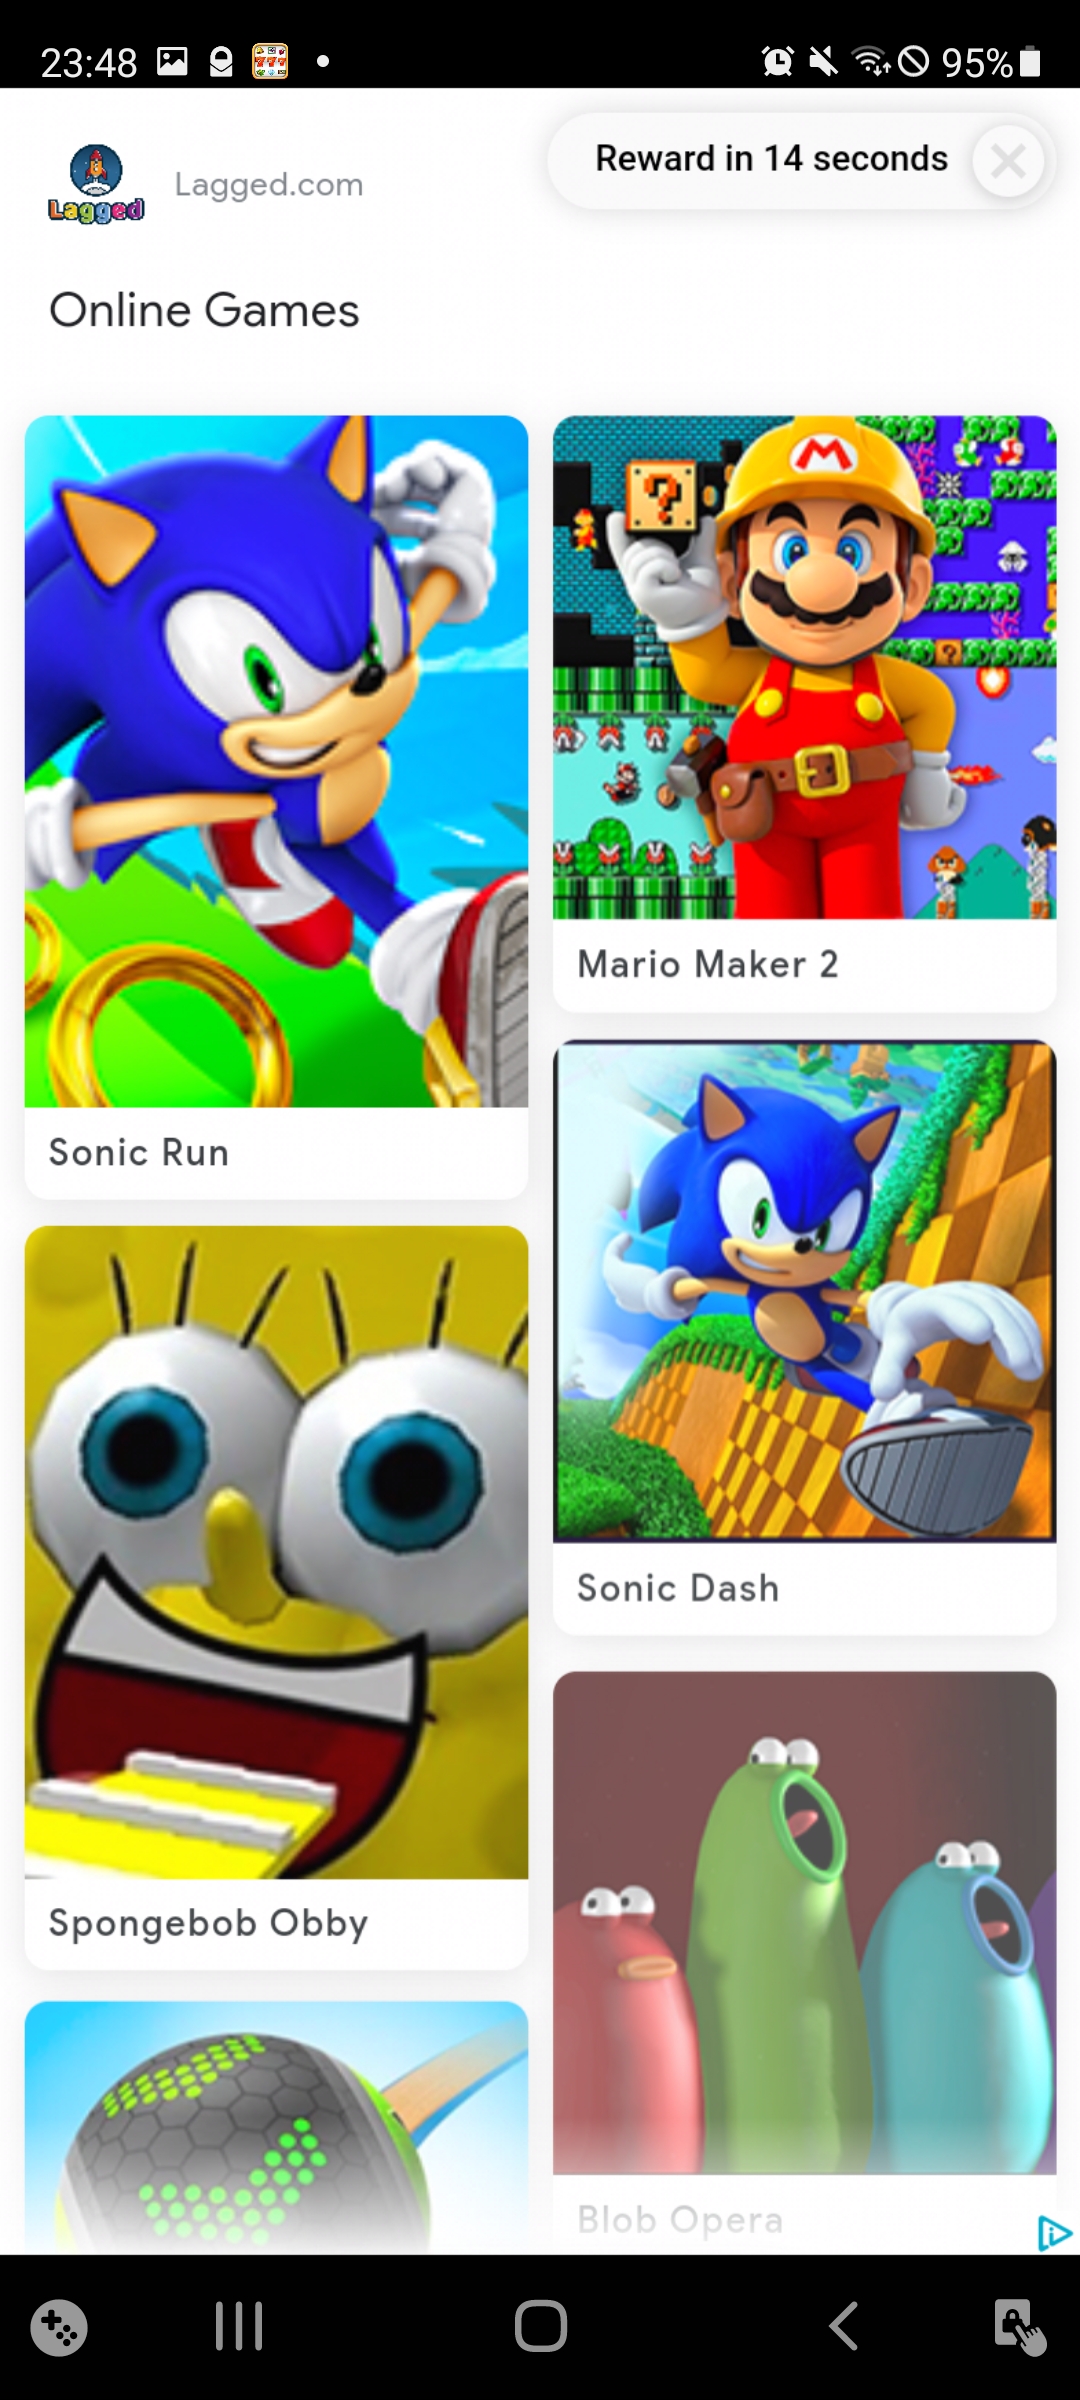 23:48
95%
Lagged
Lagged.com
Reward in 14 seconds
Online Games
Sonic Run
Mario Maker 2
Sonic Dash
Spongebob Obby
Blob Opera